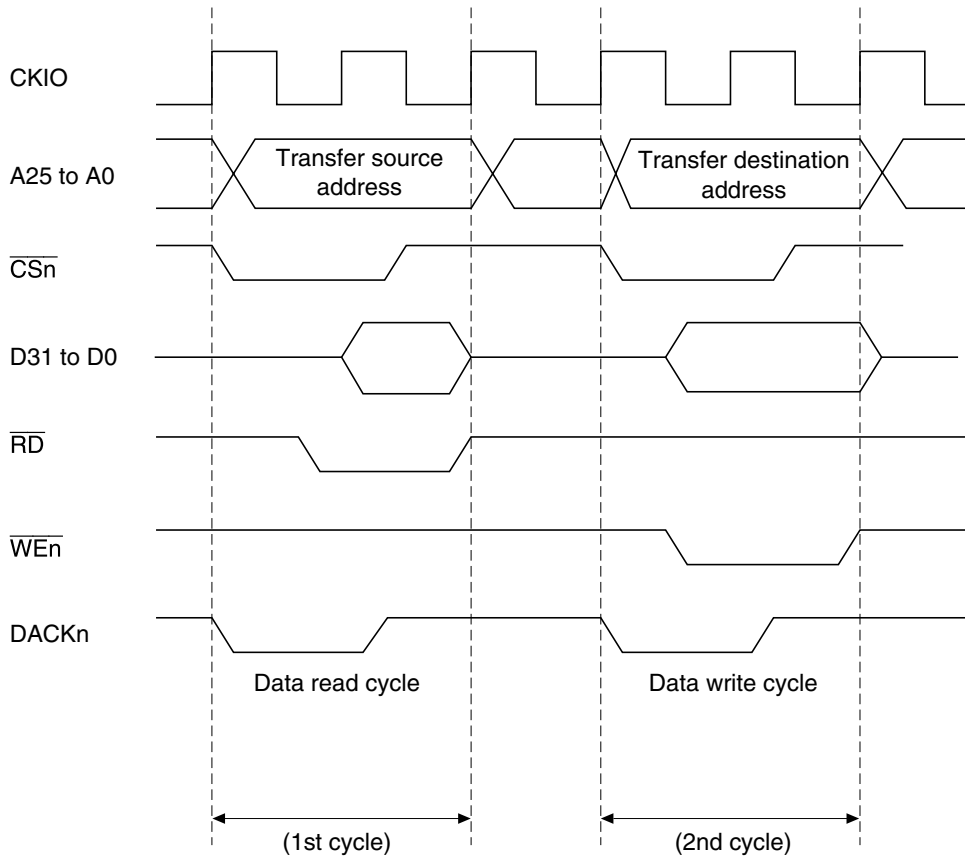 CKIO
A25 to A0
Transfer source
address
Transfer destination
address
CSn
D31 to D0
RD
WEn
DACKn
Data read cycle
Data write cycle
(1st cycle)
(2nd cycle)